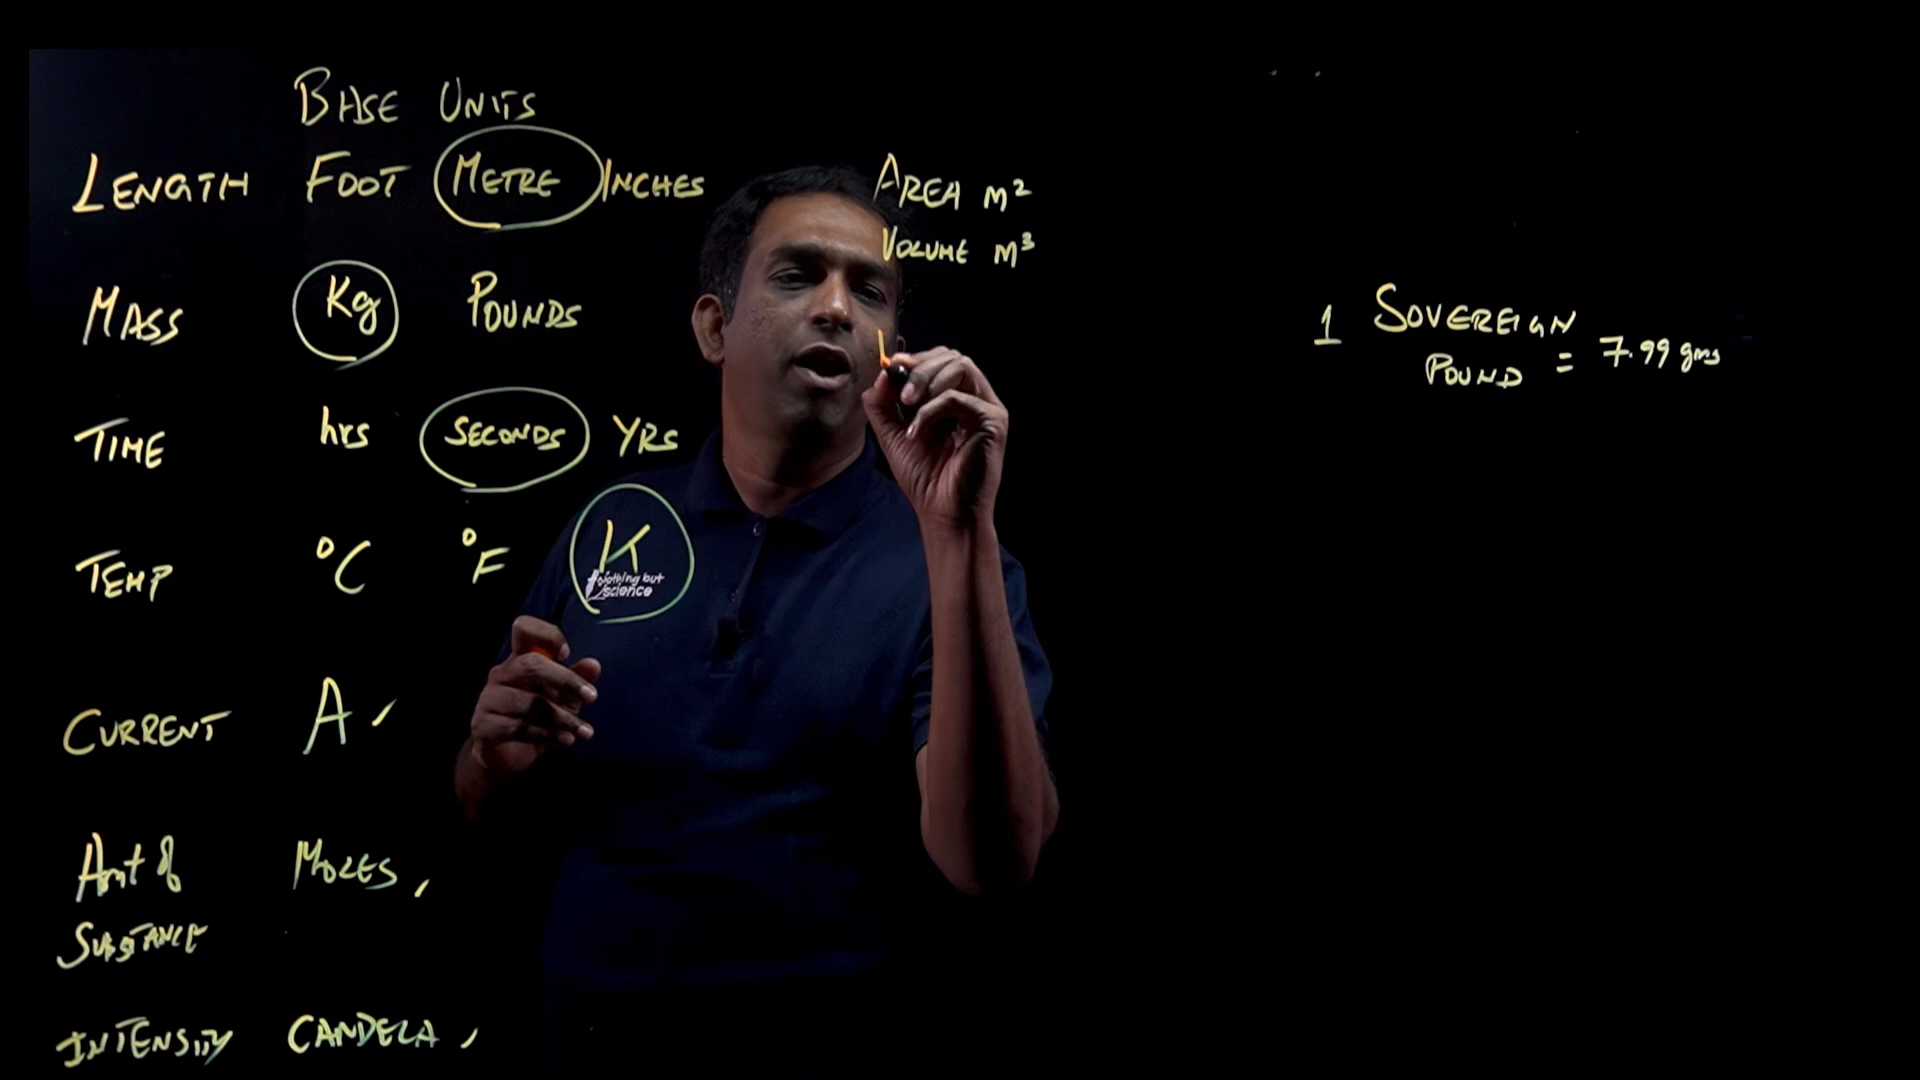 BASE UNITS
LENGTH FOOT METRE INCHES
AREA m²
VOLUME m³
MASS Kg POUNDS
1 SOVEREIGN
POUND = 7.99 gms
TIME hrs SECONDS YRS
TEMP °C °F K
Nothing but
science
CURRENT A
Amt of
SUBSTANCE
MOLES,
INTENSITY CANDELA,